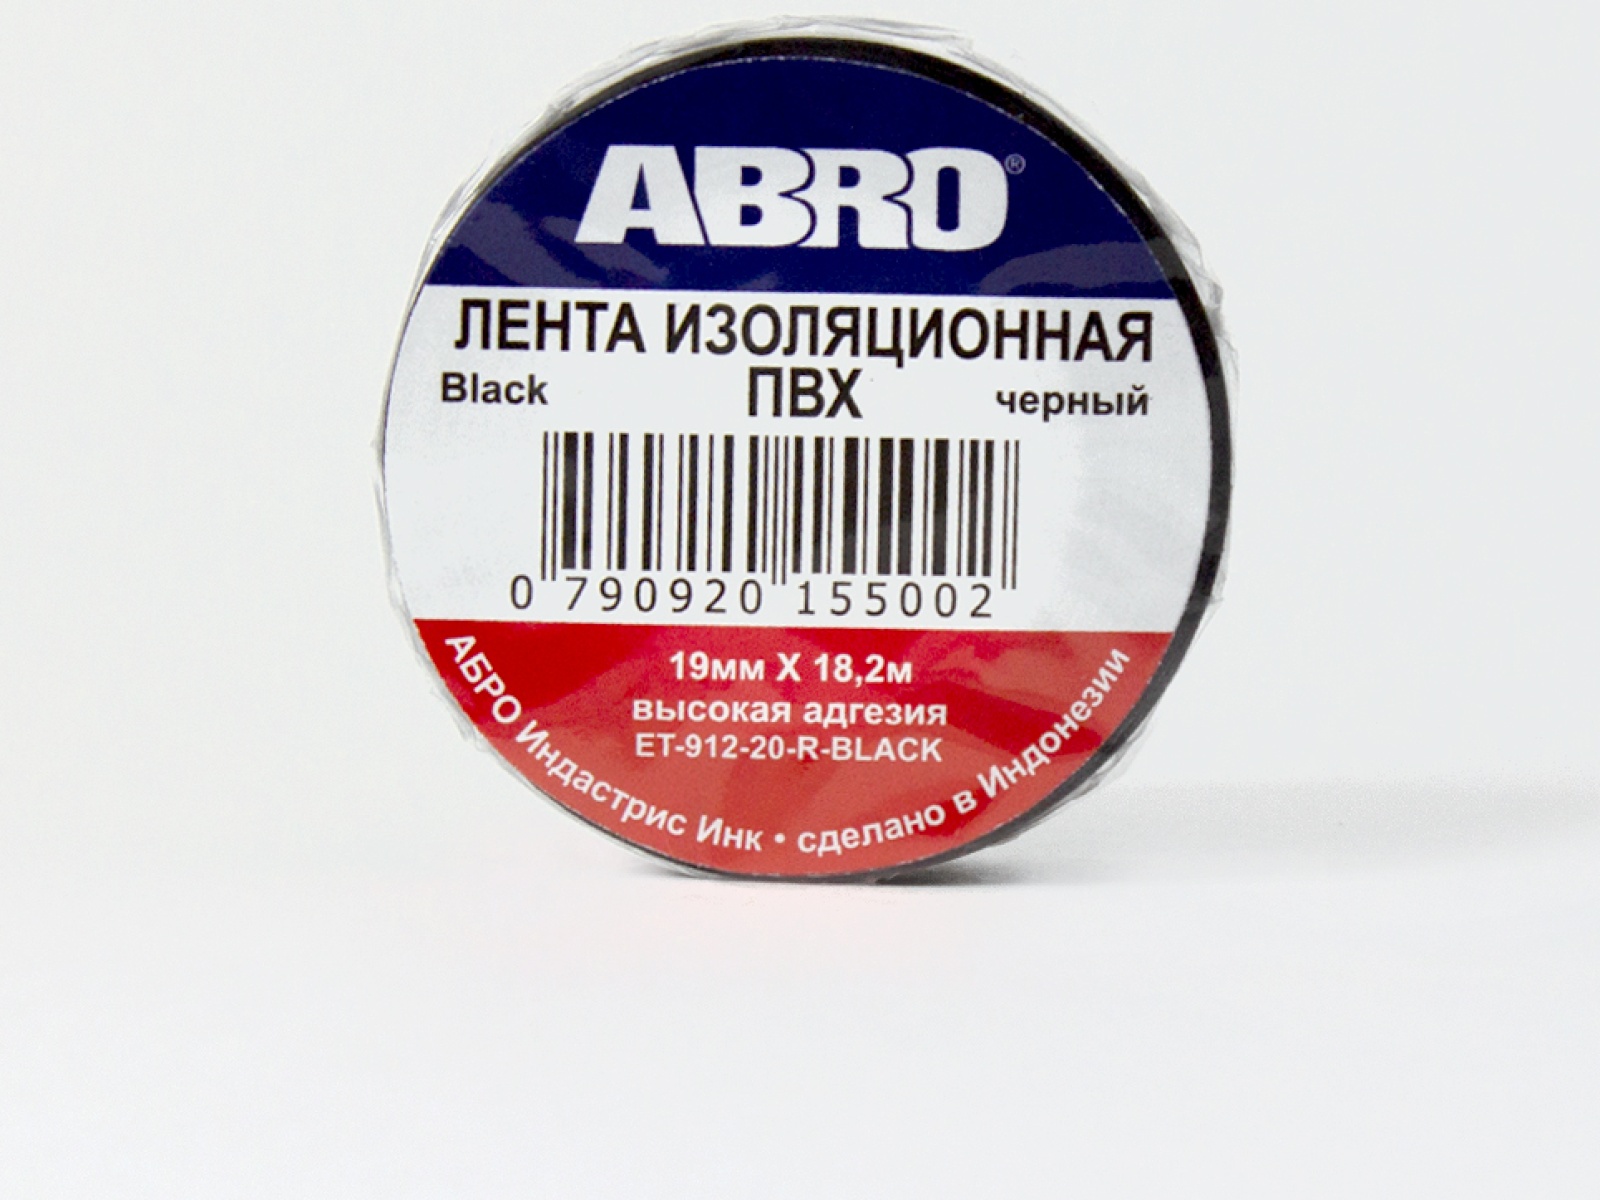 ABRO®
ЛЕНТА ИЗОЛЯЦИОННАЯ
Black ПВХ черный
0 790920 155002
19мм X 18,2м
высокая адгезия
ET-912-20-R-BLACK
АБРО Индастрис Инк • сделано в Индонезии